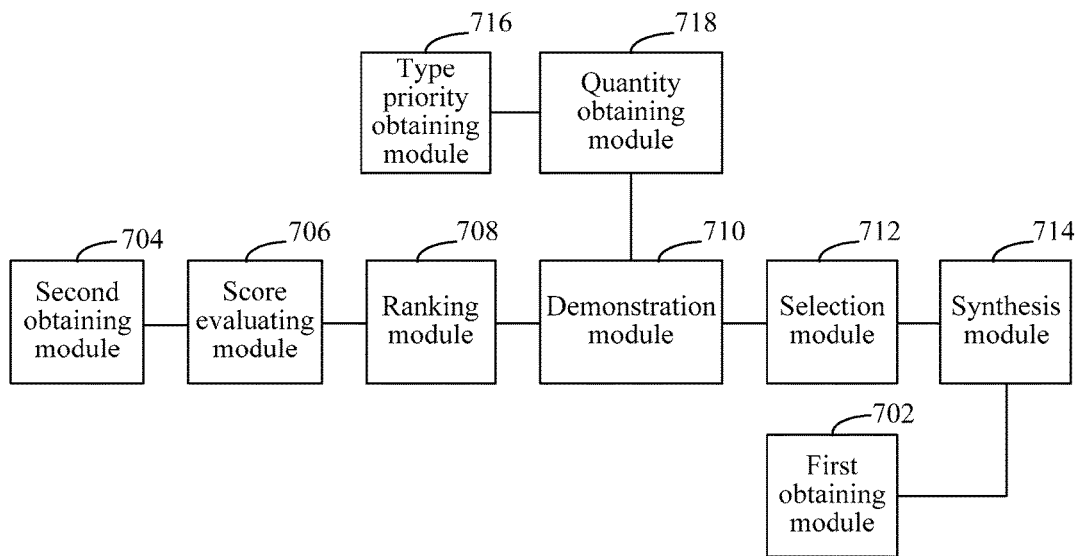 716
Type
priority
obtaining
module
718
Quantity
obtaining
module
704
Second
obtaining
module
706
Score
evaluating
module
708
Ranking
module
710
Demonstration
module
712
Selection
module
714
Synthesis
module
702
First
obtaining
module